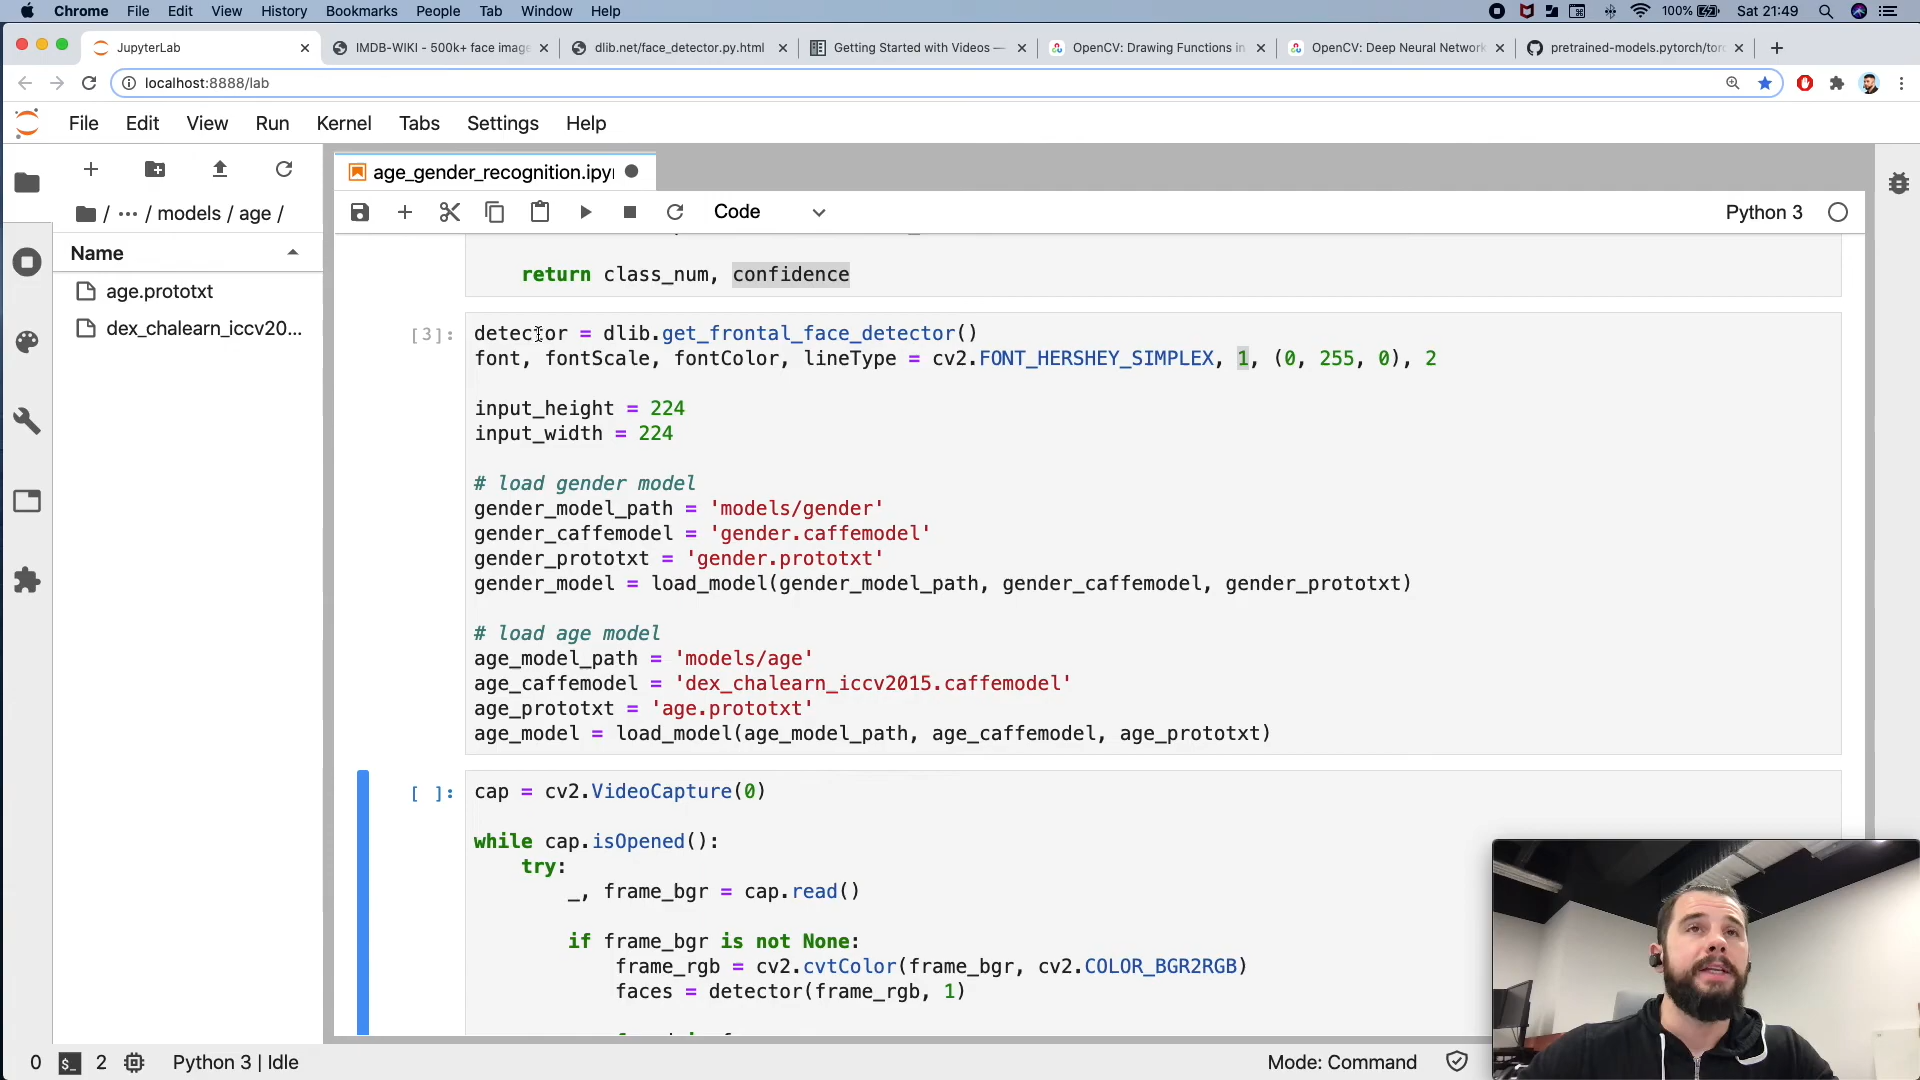 Chrome File Edit View History Bookmarks People Tab Window Help 100% Sat 21:49
JupyterLab IMDB-WIKI - 500k+ face image dlib.net/face_detector.py.html Getting Started with Videos — OpenCV: Drawing Functions in OpenCV: Deep Neural Network pretrained-models.pytorch/tor
localhost:8888/lab
File Edit View Run Kernel Tabs Settings Help
age_gender_recognition.ipy
/ ··· / models / age /
Code Python 3
Name
age.prototxt
dex_chalearn_iccv20...
return class_num, confidence
[3]: detector = dlib.get_frontal_face_detector()
font, fontScale, fontColor, lineType = cv2.FONT_HERSHEY_SIMPLEX, 1, (0, 255, 0), 2
input_height = 224
input_width = 224
# load gender model
gender_model_path = 'models/gender'
gender_caffemodel = 'gender.caffemodel'
gender_prototxt = 'gender.prototxt'
gender_model = load_model(gender_model_path, gender_caffemodel, gender_prototxt)
# load age model
age_model_path = 'models/age'
age_caffemodel = 'dex_chalearn_iccv2015.caffemodel'
age_prototxt = 'age.prototxt'
age_model = load_model(age_model_path, age_caffemodel, age_prototxt)
[ ]: cap = cv2.VideoCapture(0)
while cap.isOpened():
try:
_, frame_bgr = cap.read()
if frame_bgr is not None:
frame_rgb = cv2.cvtColor(frame_bgr, cv2.COLOR_BGR2RGB)
faces = detector(frame_rgb, 1)
0 $_ 2 Python 3 | Idle Mode: Command